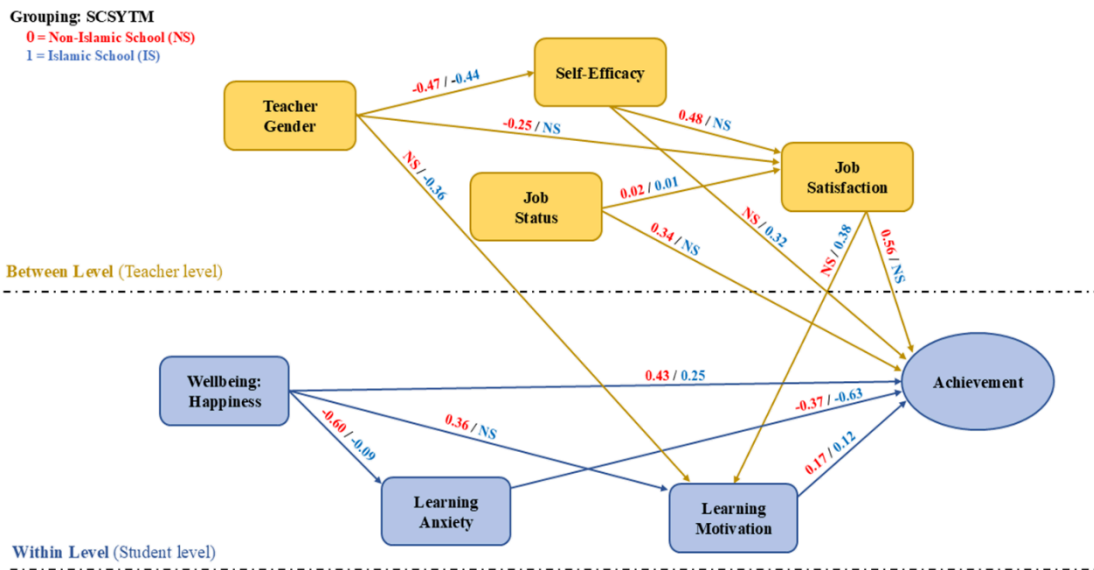 Grouping: SCSYTM
0 = Non-Islamic School (NS)
1 = Islamic School (IS)
Self-Efficacy
-0.47 / -0.44
Teacher
Gender
0.48 / NS
-0.25 / NS
Job
Satisfaction
NS / -0.36
Job
Status
0.02 / 0.01
NS / 0.32
0.34 / NS
NS / 0.38
0.56 / NS
Between Level (Teacher level)
Wellbeing:
Happiness
0.43 / 0.25
Achievement
-0.37 / -0.63
-0.60 / -0.09
0.36 / NS
0.17 / 0.12
Learning
Anxiety
Learning
Motivation
Within Level (Student level)